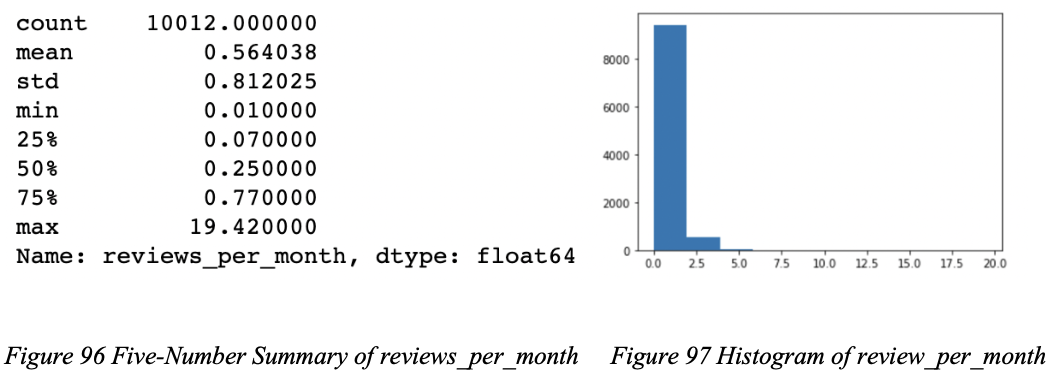 count 10012.000000
mean 0.564038
std 0.812025
min 0.010000
25% 0.070000
50% 0.250000
75% 0.770000
max 19.420000
Name: reviews_per_month, dtype: float64
8000
6000
4000
2000
0
0.0 2.5 5.0 7.5 10.0 12.5 15.0 17.5 20.0
Figure 96 Five-Number Summary of reviews_per_month
Figure 97 Histogram of review_per_month